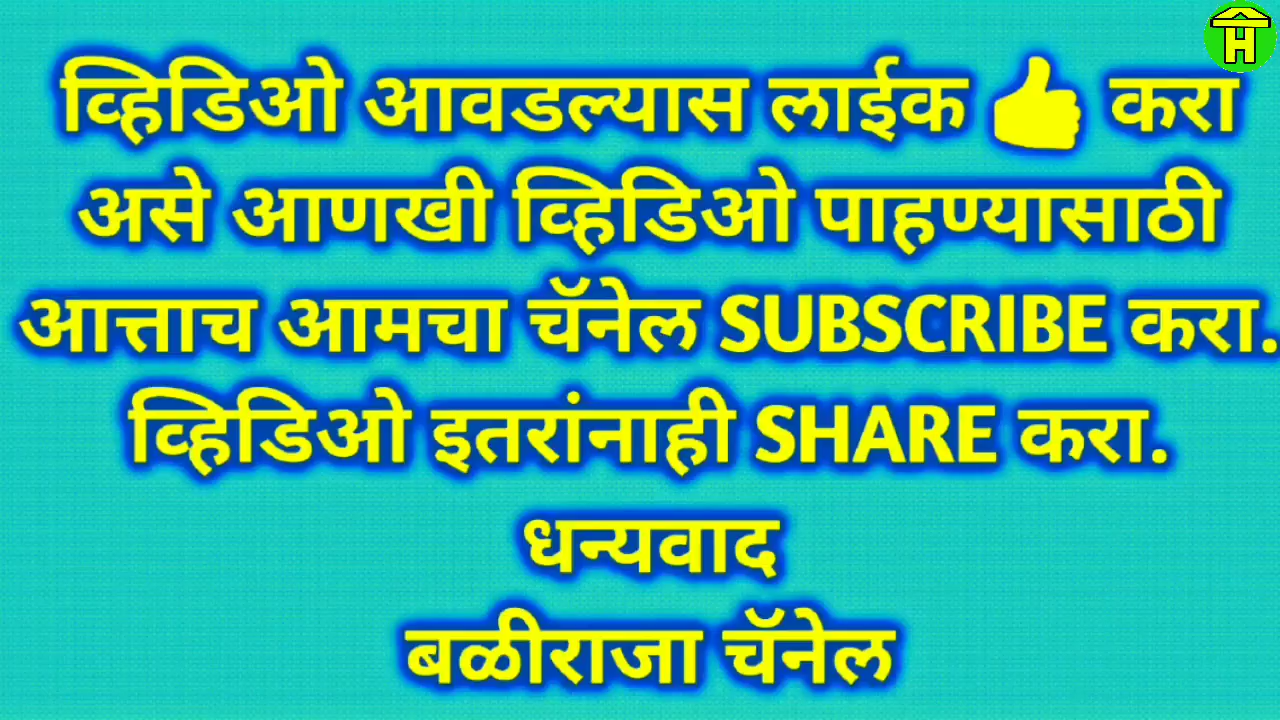 व्हिडिओ आवडल्यास लाईक 👍 करा
असे आणखी व्हिडिओ पाहण्यासाठी
आत्ताच आमचा चॅनेल SUBSCRIBE करा.
व्हिडिओ इतरांनाही SHARE करा.
धन्यवाद
बळीराजा चॅनेल
H